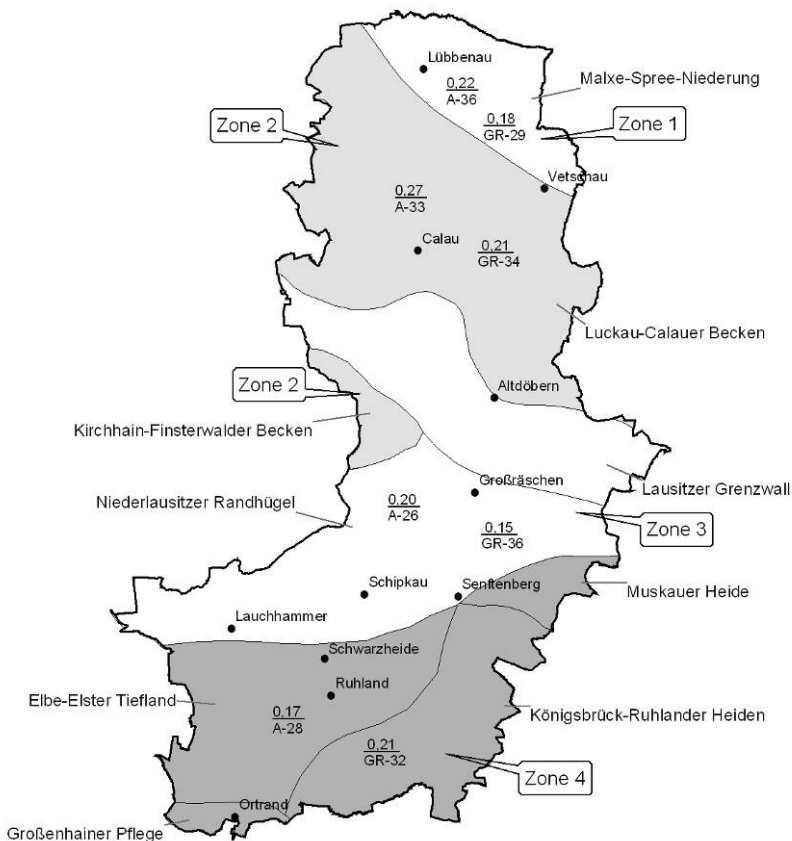 Lübbenau
0,22
A-36
Malxe-Spree-Niederung
Zone 2
0,18
GR-29
Zone 1
Vetschau
0,27
A-33
Calau
0,21
GR-34
Luckau-Calauer Becken
Zone 2
Altdöbern
Kirchhain-Finsterwalder Becken
Großräschen
Lausitzer Grenzwall
Niederlausitzer Randhügel
0,20
A-26
0,15
GR-36
Zone 3
Schipkau
Senftenberg
Muskauer Heide
Lauchhammer
Schwarzheide
Elbe-Elster Tiefland
Ruhland
0,17
A-28
Königsbrück-Ruhlander Heiden
0,21
GR-32
Zone 4
Ortrand
Großenhainer Pflege